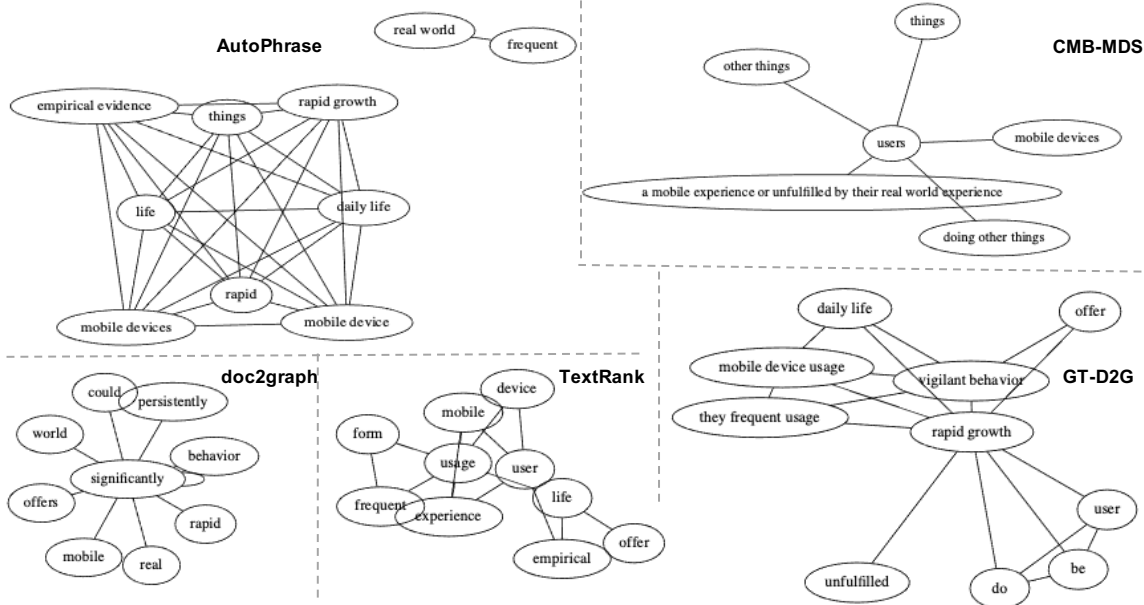 AutoPhrase
real world
frequent
empirical evidence
rapid growth
things
life
daily life
rapid
mobile devices
mobile device
CMB-MDS
things
other things
users
mobile devices
a mobile experience or unfulfilled by their real world experience
doing other things
doc2graph
could
persistently
world
behavior
significantly
offers
rapid
mobile
real
TextRank
device
mobile
form
usage
user
life
frequent
experience
offer
empirical
GT-D2G
daily life
offer
mobile device usage
vigilant behavior
they frequent usage
rapid growth
user
be
unfulfilled
do